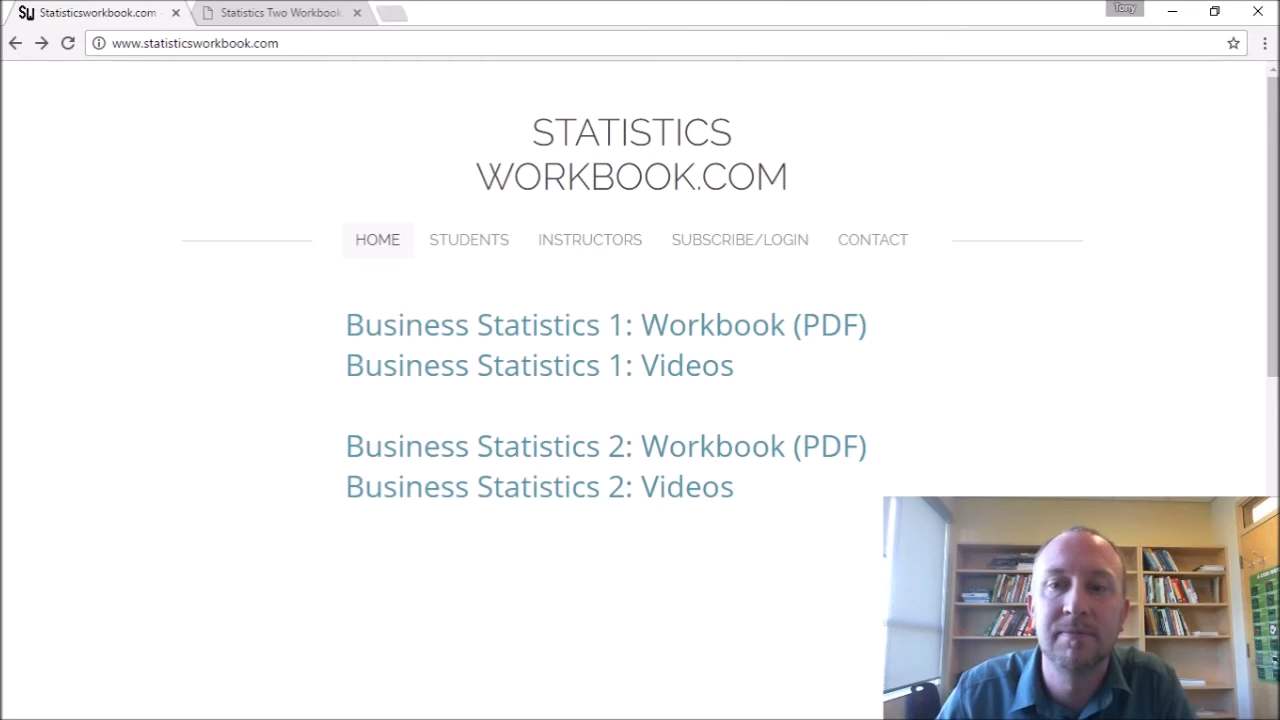 SW Statisticsworkbook.com
Statistics Two Workbook
Tony
www.statisticsworkbook.com
STATISTICS
WORKBOOK.COM
HOME STUDENTS INSTRUCTORS SUBSCRIBE/LOGIN CONTACT
Business Statistics 1: Workbook (PDF)
Business Statistics 1: Videos
Business Statistics 2: Workbook (PDF)
Business Statistics 2: Videos